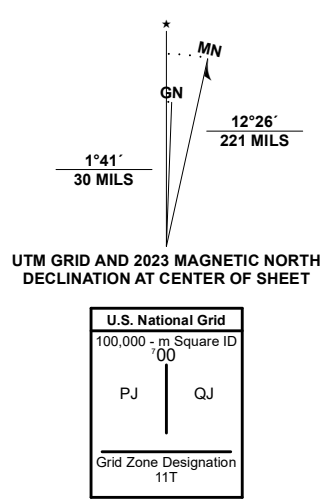 ★
MN
GN
12°26´
221 MILS
1°41´
30 MILS
UTM GRID AND 2023 MAGNETIC NORTH
DECLINATION AT CENTER OF SHEET
U.S. National Grid
100,000 - m Square ID
⁷00
PJ QJ
Grid Zone Designation
11T